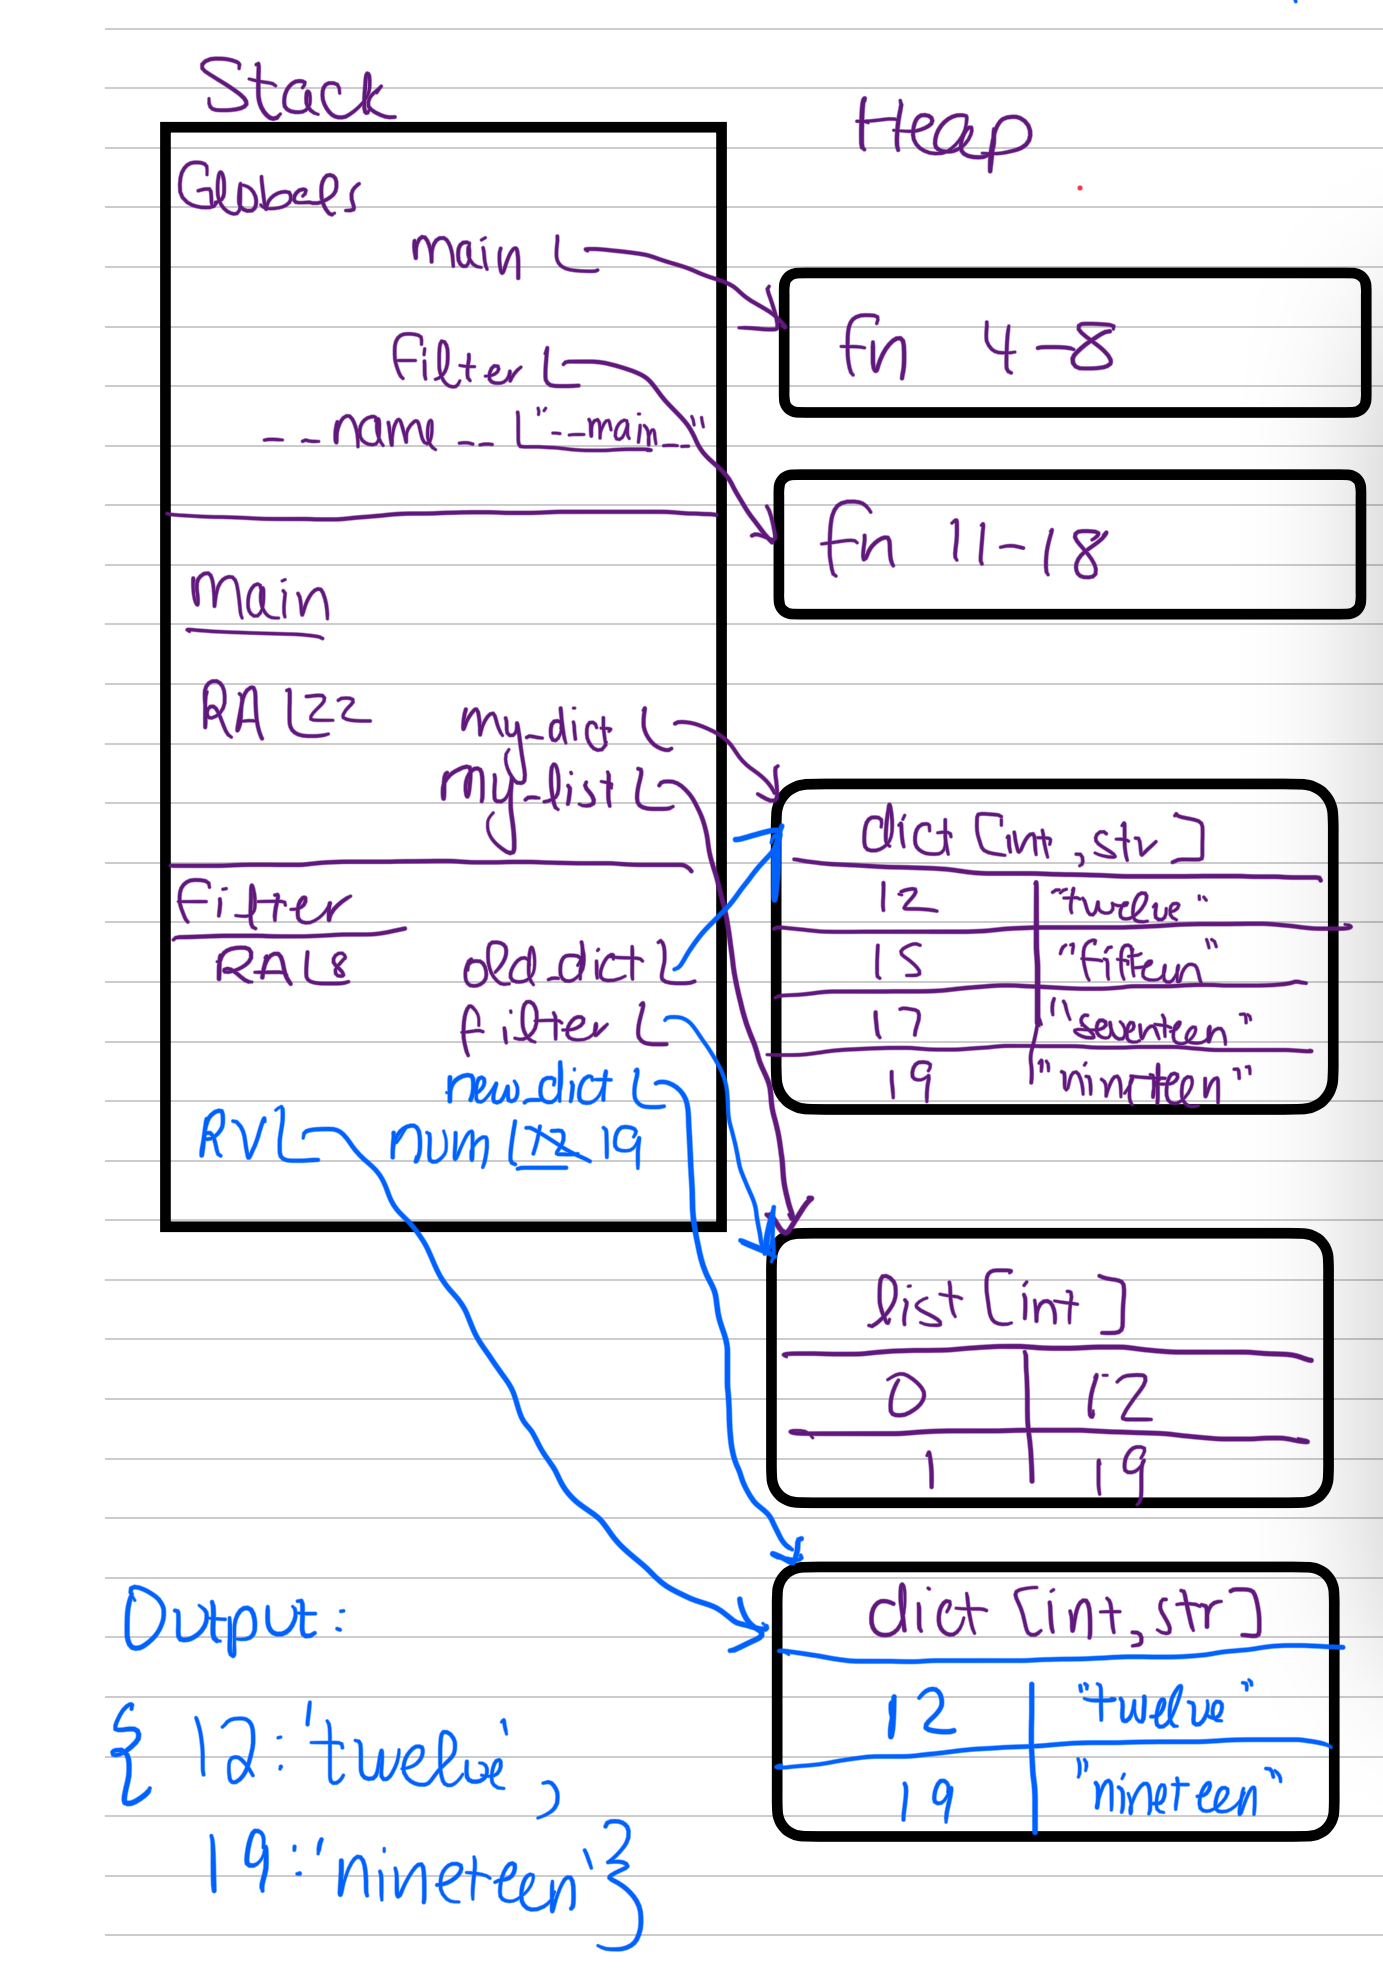 Stack
Heap
Globals
main
filter
__name__ "__main__"
fn 4-8
fn 11-18
main
RA 22
my_dict
my_list
filter
RA 8
old_dict
filter
new_dict
RV
num 12 19
dict [int, str]
12 "twelve"
15 "fifteen"
17 "seventeen"
19 "nineteen"
list [int]
0 12
1 19
dict [int, str]
12 "twelve"
19 "nineteen"
Output:
{ 12: 'twelve',
19: 'nineteen' }